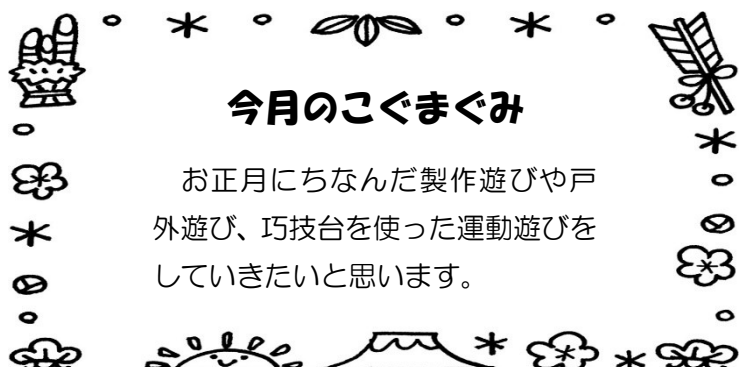 今月のこぐまぐみ
　お正月にちなんだ製作遊びや戸
外遊び、巧技台を使った運動遊びを
していきたいと思います。